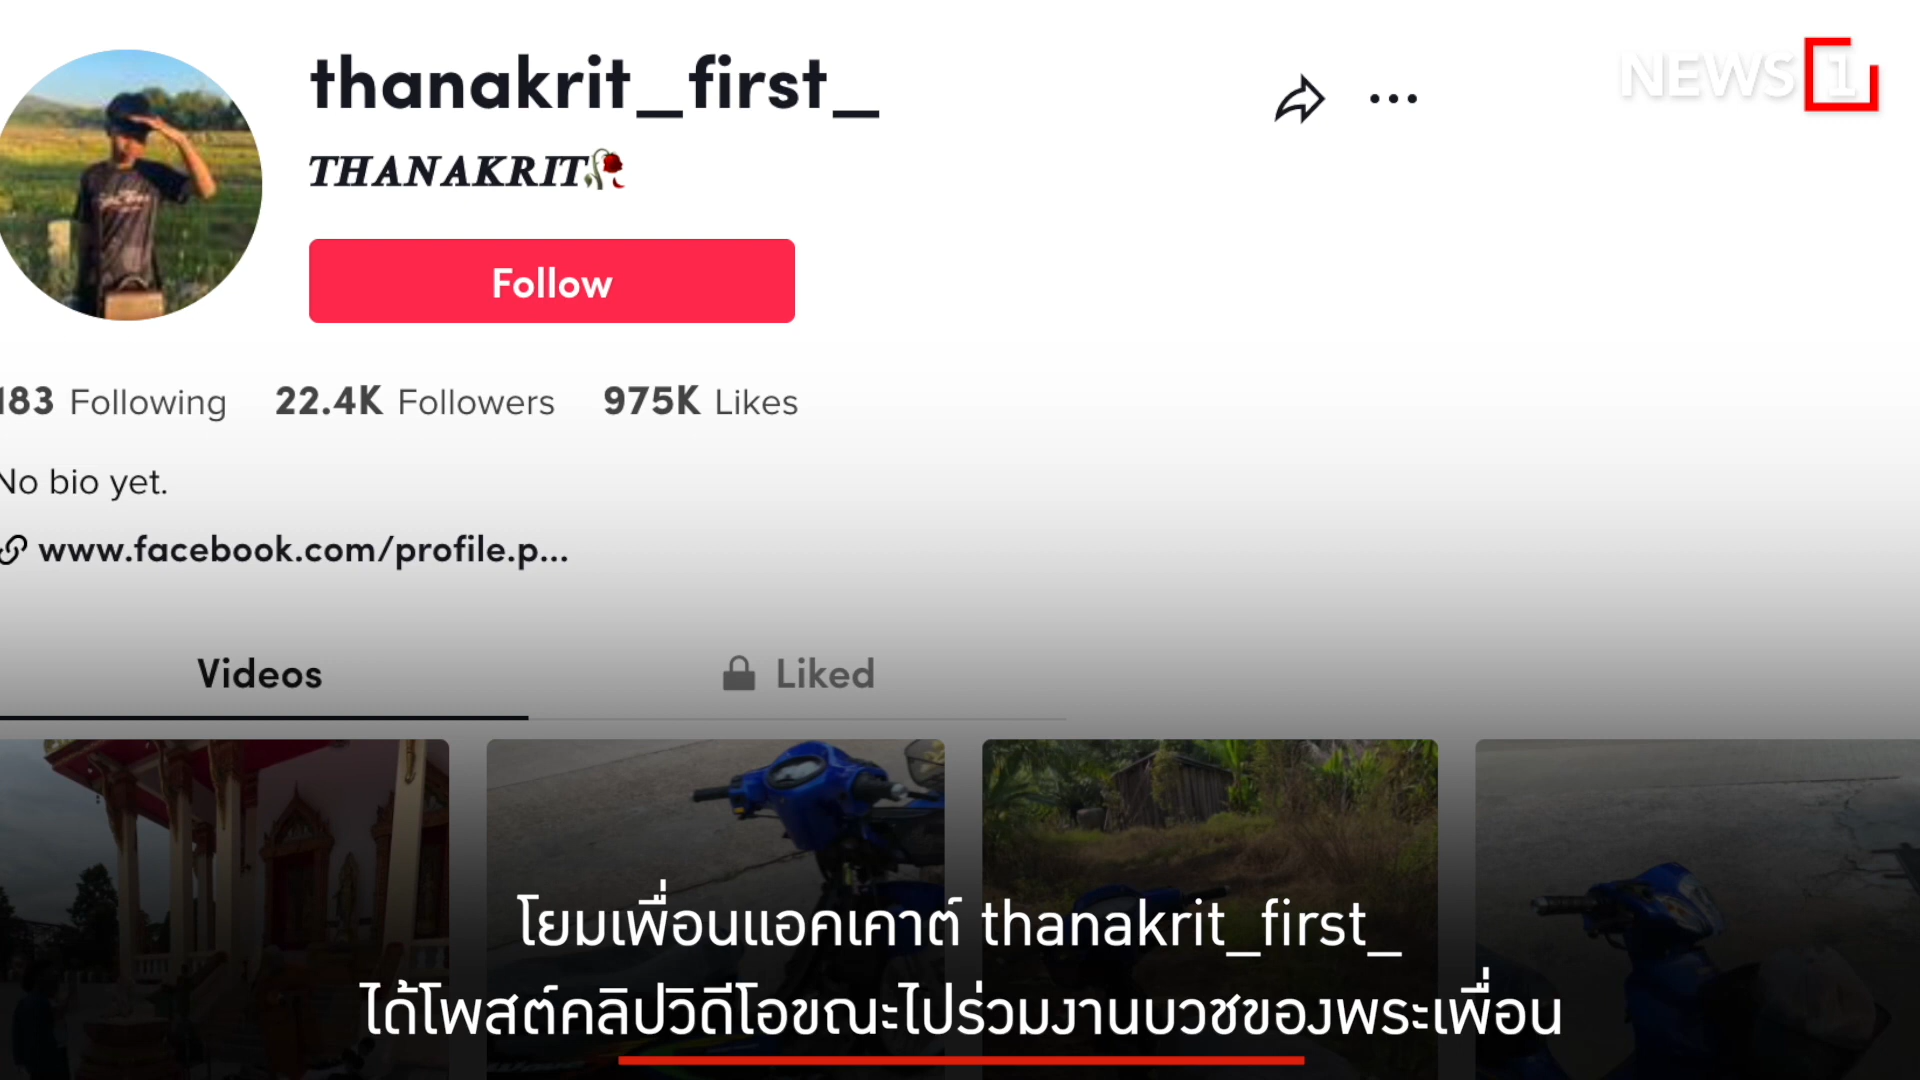 thanakrit_first_
NEWS 1
THANAKRIT🥀
Follow
183 Following 22.4K Followers 975K Likes
No bio yet.
www.facebook.com/profile.p...
Videos Liked
โยมเพื่อนแอคเคาต์ thanakrit_first_
ได้โพสต์คลิปวิดีโอขณะไปร่วมงานบวชของพระเพื่อน